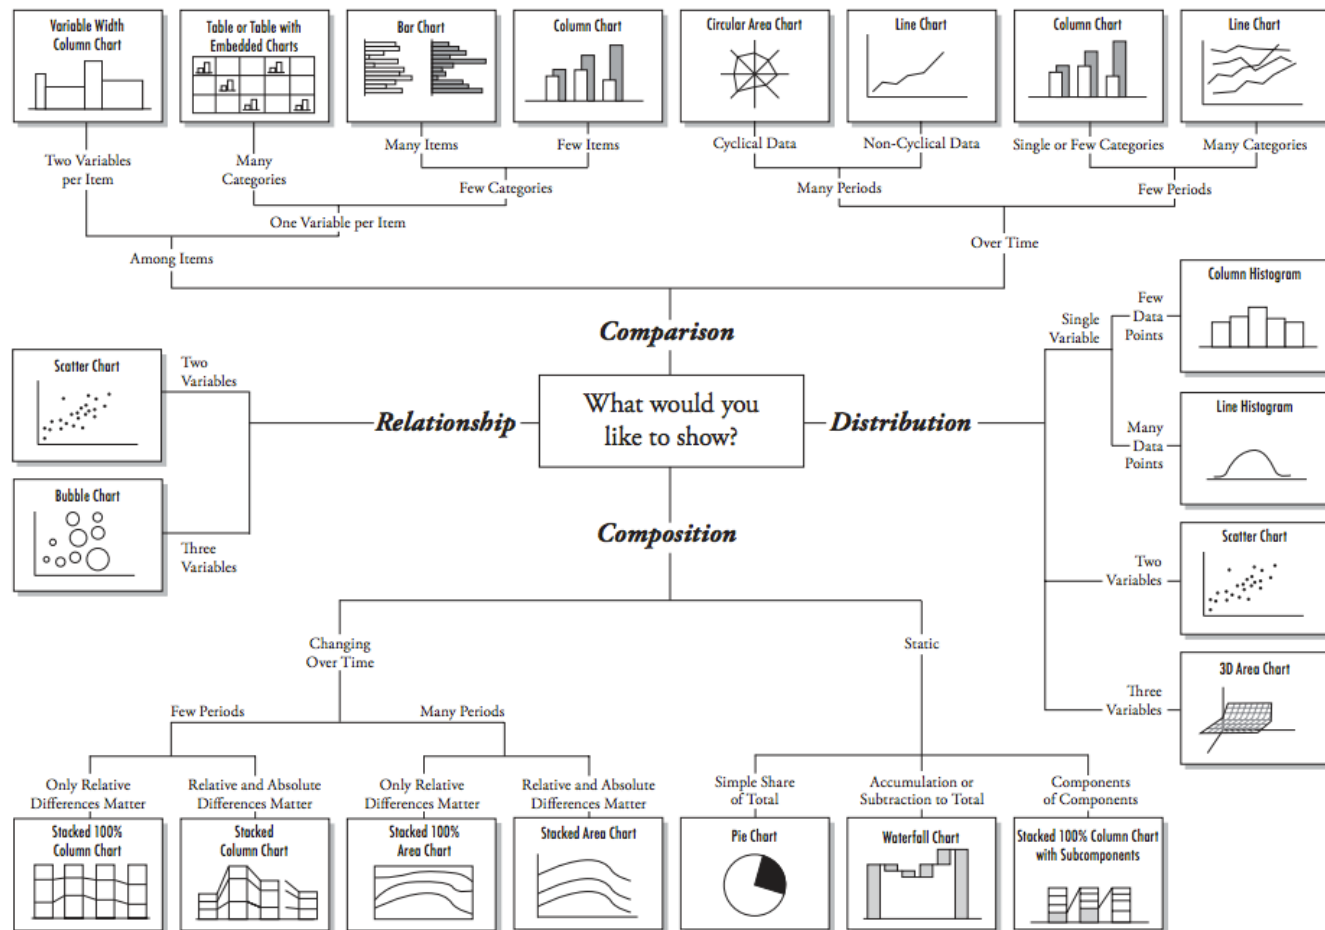 Variable Width
Column Chart
Table or Table with
Embedded Charts
Bar Chart
Column Chart
Circular Area Chart
Line Chart
Column Chart
Line Chart
Two Variables
per Item
Many
Categories
Many Items
Few Items
Cyclical Data
Non-Cyclical Data
Single or Few Categories
Many Categories
Few Categories
Many Periods
Few Periods
One Variable per Item
Over Time
Among Items
Comparison
Scatter Chart
Two
Variables
Bubble Chart
Three
Variables
Relationship
What would you
like to show?
Distribution
Single
Variable
Few
Data
Points
Column Histogram
Many
Data
Points
Line Histogram
Two
Variables
Scatter Chart
Three
Variables
3D Area Chart
Composition
Changing
Over Time
Static
Few Periods
Many Periods
Only Relative
Differences Matter
Relative and Absolute
Differences Matter
Only Relative
Differences Matter
Relative and Absolute
Differences Matter
Simple Share
of Total
Accumulation or
Subtraction to Total
Components
of Components
Stacked 100%
Column Chart
Stacked
Column Chart
Stacked 100%
Area Chart
Stacked Area Chart
Pie Chart
Waterfall Chart
Stacked 100% Column Chart
with Subcomponents